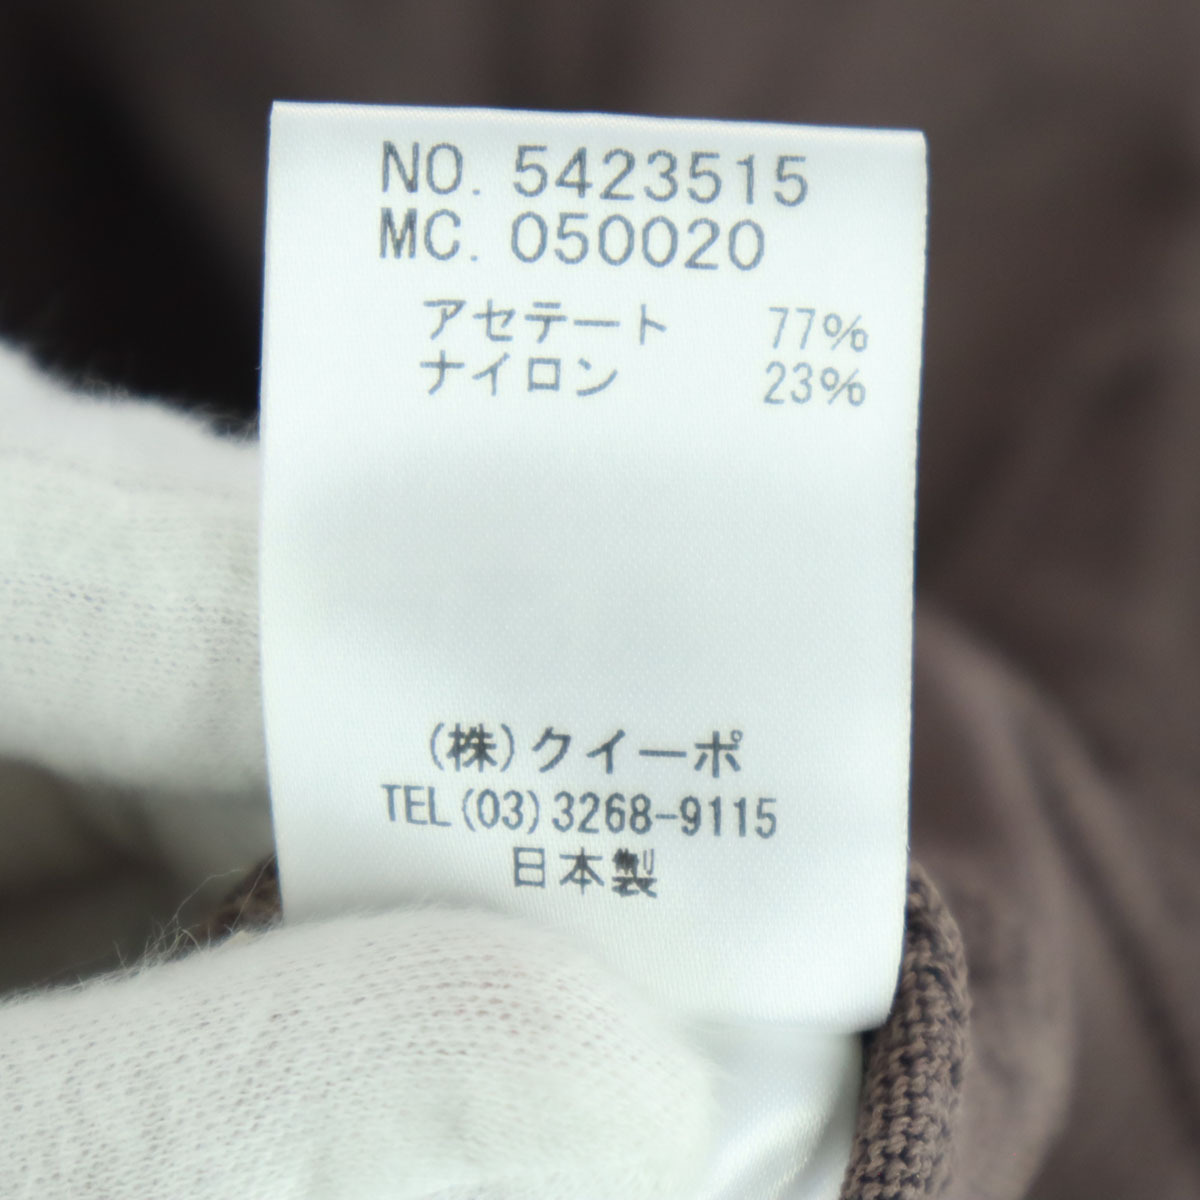 NO. 5423515
MC. 050020
アセテート 77%
ナイロン 23%
(株)クイーポ
TEL(03)3268-9115
日本製